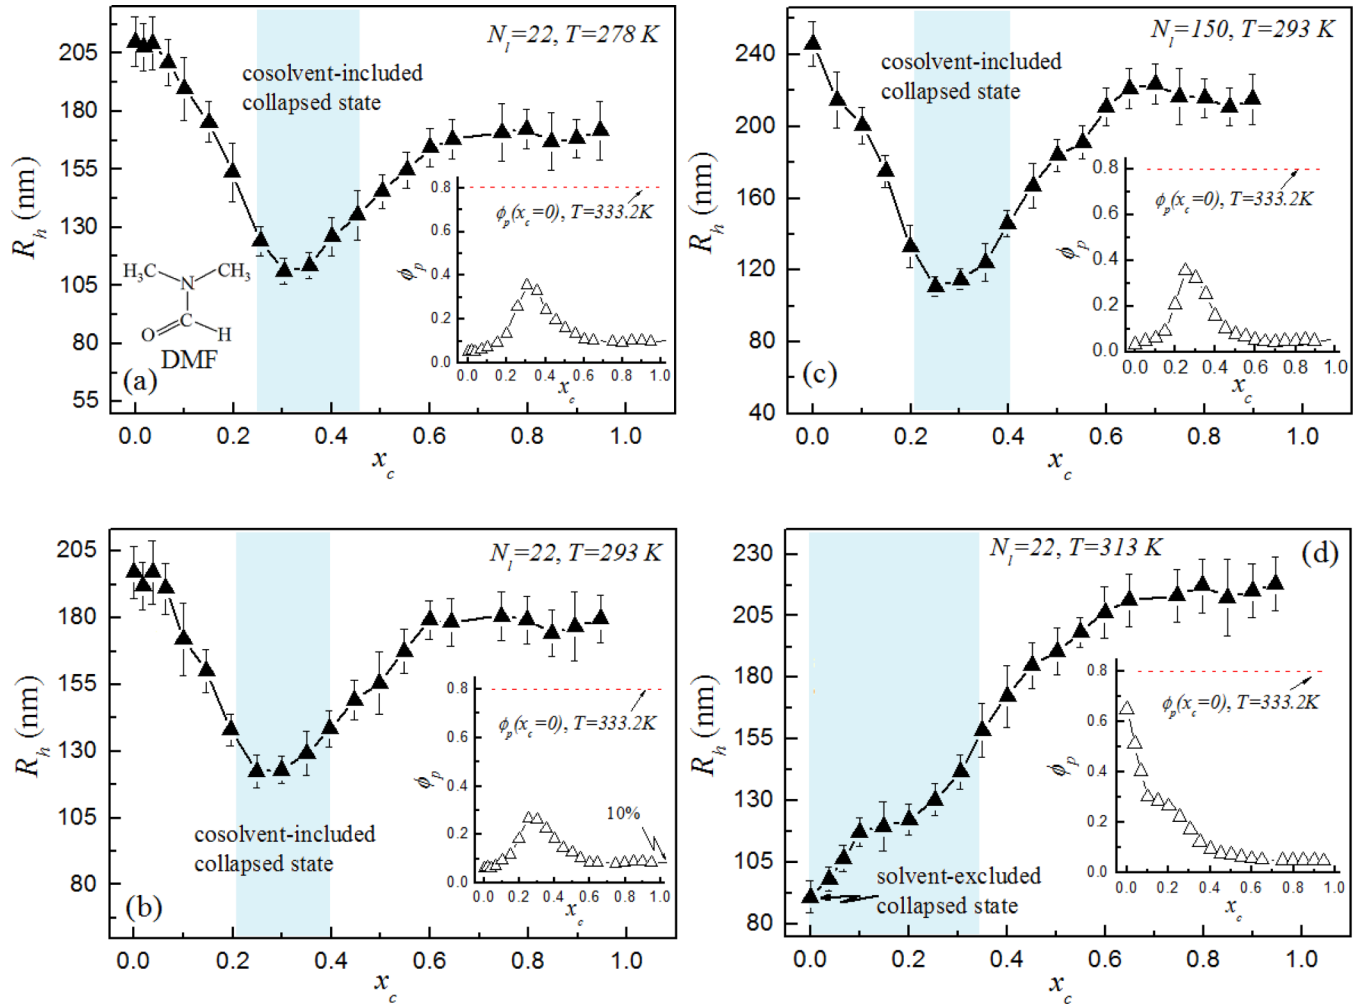 N_l=22, T=278 K
cosolvent-included
collapsed state
205
180
155
130
105
80
55
R_h (nm)
H₃C
CH₃
N
O
C
H
DMF
(a)
0.8
0.6
0.4
0.2
0.0
ϕ_p
ϕ_p(x_c=0), T=333.2K
0.0 0.2 0.4 0.6 0.8 1.0
x_c
0.0 0.2 0.4 0.6 0.8 1.0
x_c
N_l=150, T=293 K
cosolvent-included
collapsed state
240
200
160
120
80
40
R_h (nm)
(c)
0.8
0.6
0.4
0.2
0.0
ϕ_p
ϕ_p(x_c=0), T=333.2K
0.0 0.2 0.4 0.6 0.8 1.0
x_c
0.0 0.2 0.4 0.6 0.8 1.0
x_c
N_l=22, T=293 K
205
180
155
130
105
80
R_h (nm)
cosolvent-included
collapsed state
(b)
0.8
0.6
0.4
0.2
0.0
ϕ_p
ϕ_p(x_c=0), T=333.2K
10%
0.0 0.2 0.4 0.6 0.8 1.0
x_c
0.0 0.2 0.4 0.6 0.8 1.0
x_c
N_l=22, T=313 K
(d)
230
205
180
155
130
105
80
R_h (nm)
solvent-excluded
collapsed state
0.8
0.6
0.4
0.2
0.0
ϕ_p
ϕ_p(x_c=0), T=333.2K
0.0 0.2 0.4 0.6 0.8 1.0
x_c
0.0 0.2 0.4 0.6 0.8 1.0
x_c